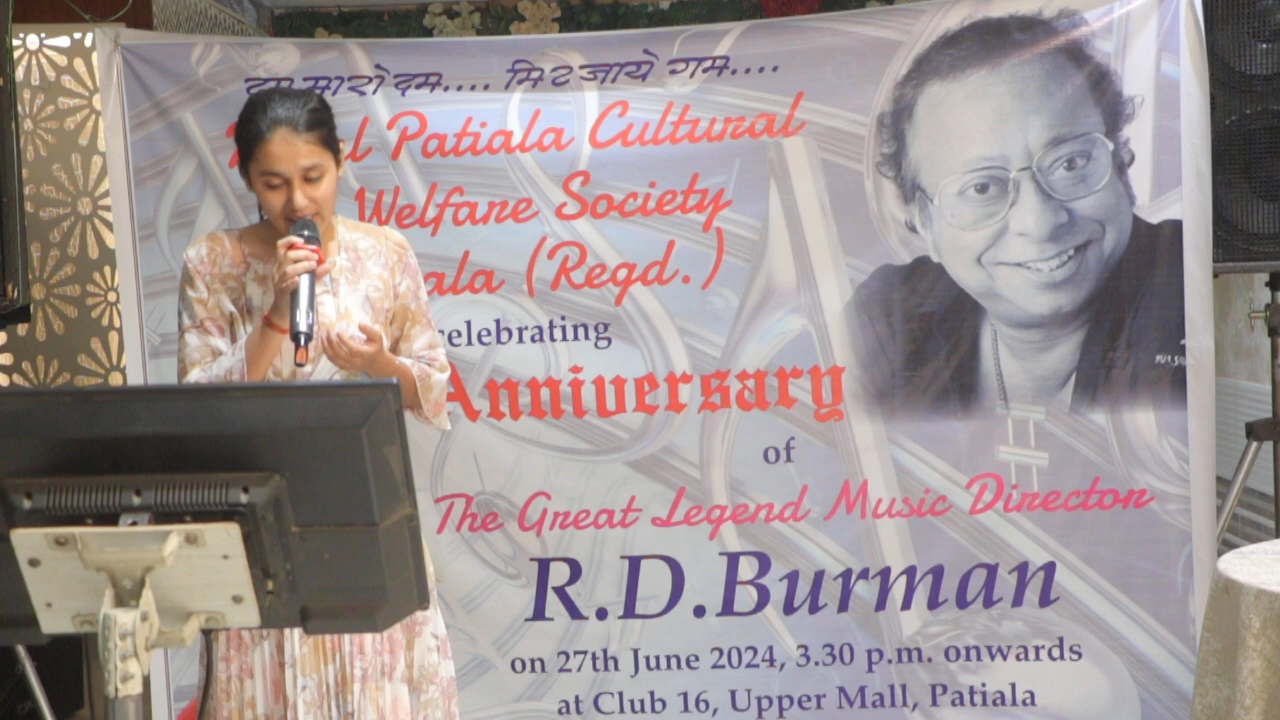 दम मारो दम.... मिट जाये गम....
Patiala Cultural
Welfare Society
(Regd.)
celebrating
Anniversary
of
The Great Legend Music Director
R.D.Burman
on 27th June 2024, 3.30 p.m. onwards
at Club 16, Upper Mall, Patiala